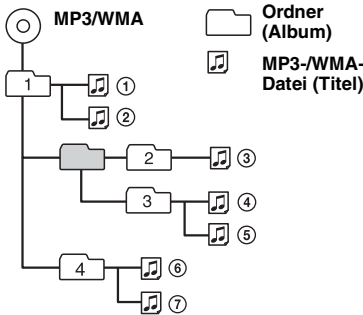 MP3/WMA
Ordner
(Album)
MP3-/WMA-
Datei (Titel)
1
①
②
2
③
3
④
⑤
4
⑥
⑦